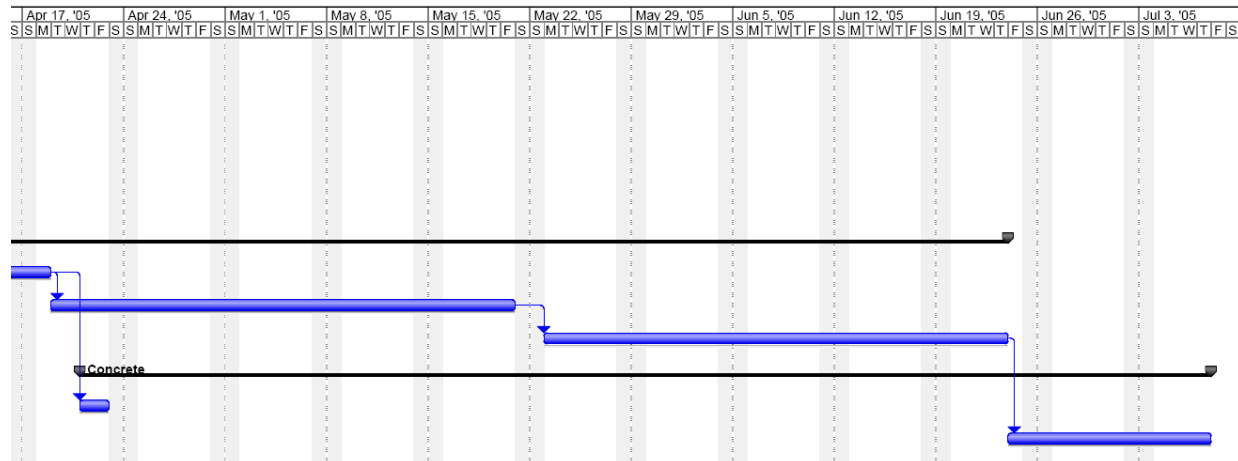 Apr 17, '05 Apr 24, '05 May 1, '05 May 8, '05 May 15, '05 May 22, '05 May 29, '05 Jun 5, '05 Jun 12, '05 Jun 19, '05 Jun 26, '05 Jul 3, '05
S S M T W T F S S M T W T F S S M T W T F S S M T W T F S S M T W T F S S M T W T F S S M T W T F S S M T W T F S S M T W T F S S M T W T F S S M T W T F S S M T W T F S
Concrete